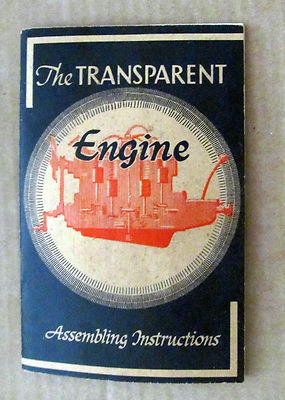 The TRANSPARENT
Engine
Assembling Instructions